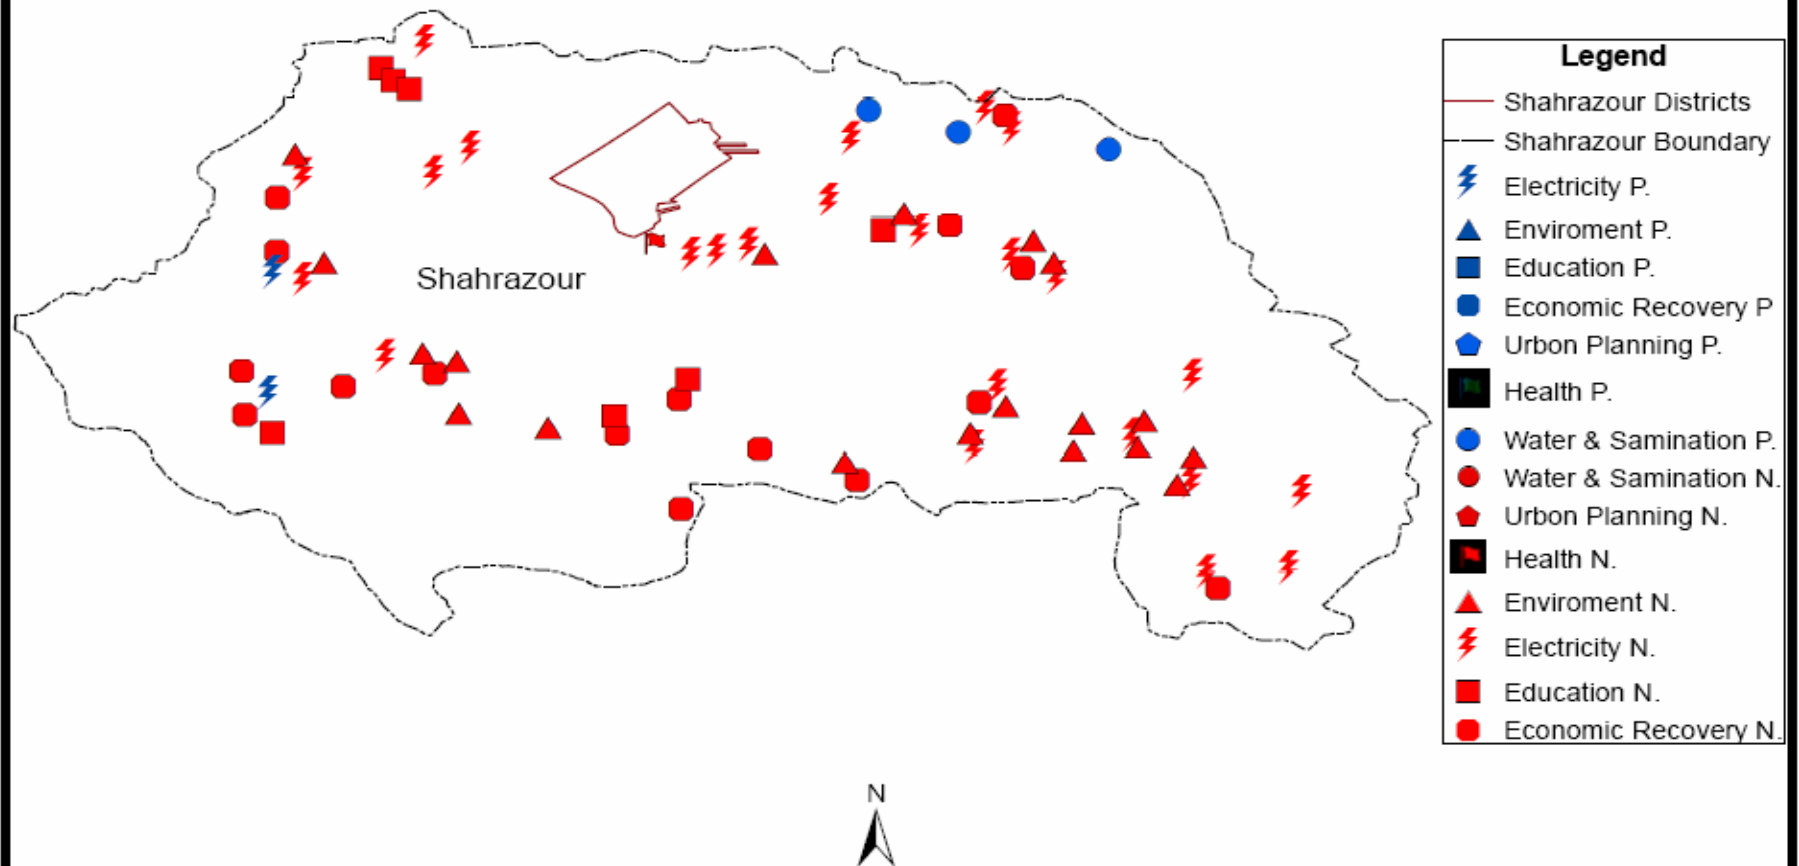 Shahrazour
Legend
Shahrazour Districts
Shahrazour Boundary
Electricity P.
Enviroment P.
Education P.
Economic Recovery P
Urbon Planning P.
Health P.
Water & Samination P.
Water & Samination N.
Urbon Planning N.
Health N.
Enviroment N.
Electricity N.
Education N.
Economic Recovery N.
N